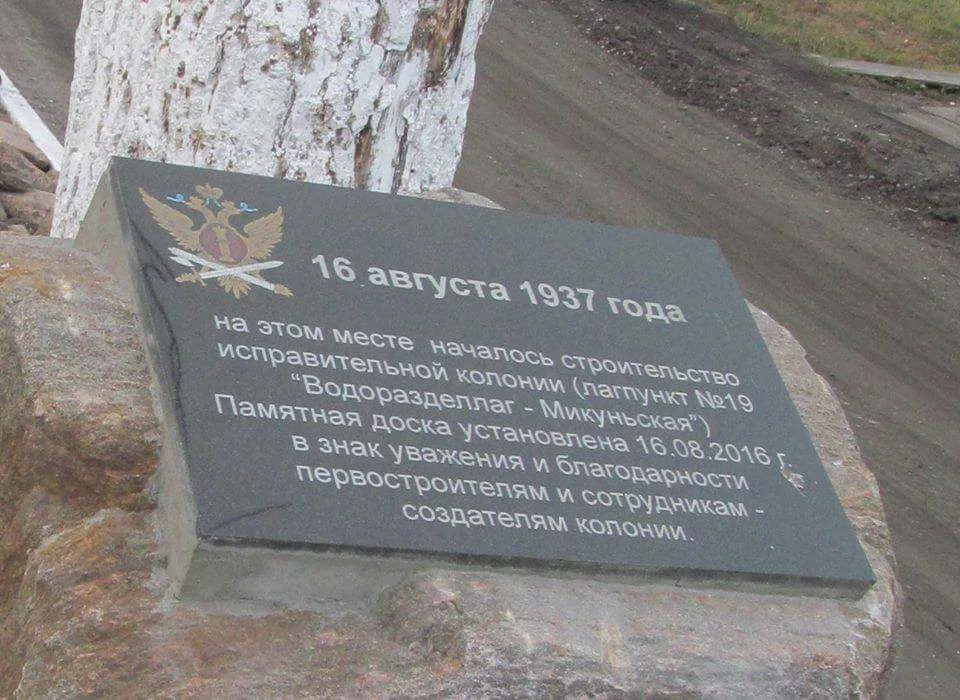 16 августа 1937 года
на этом месте началось строительство
исправительной колонии (лагпункт №19
“Водоразделлаг - Микуньская”)
Памятная доска установлена 16.08.2016 г.
в знак уважения и благодарности
первостроителям и сотрудникам -
создателям колонии.